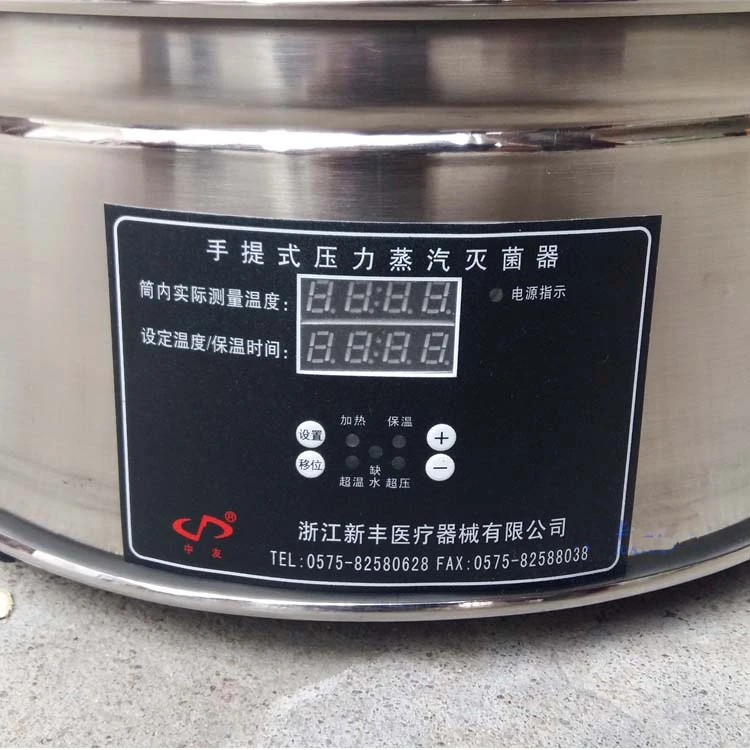 手提式压力蒸汽灭菌器
筒内实际测量温度:
电源指示
设定温度/保温时间:
加热 保温
设置
+
移位
-
缺
超温 水 超压
®
中友
浙江新丰医疗器械有限公司
TEL:0575-82580628 FAX:0575-82588038